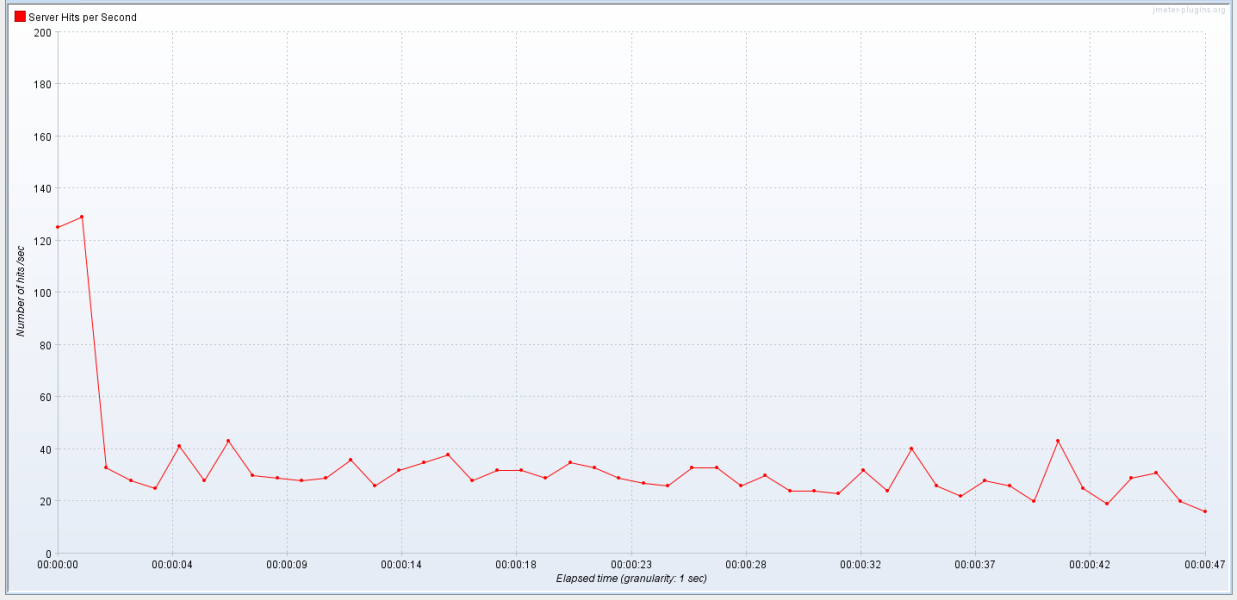 Server Hits per Second
jmeter-plugins.org
200
180
160
140
120
100
80
60
40
20
0
Number of hits/sec
00:00:00 00:00:04 00:00:09 00:00:14 00:00:18 00:00:23 00:00:28 00:00:32 00:00:37 00:00:42 00:00:47
Elapsed time (granularity: 1 sec)